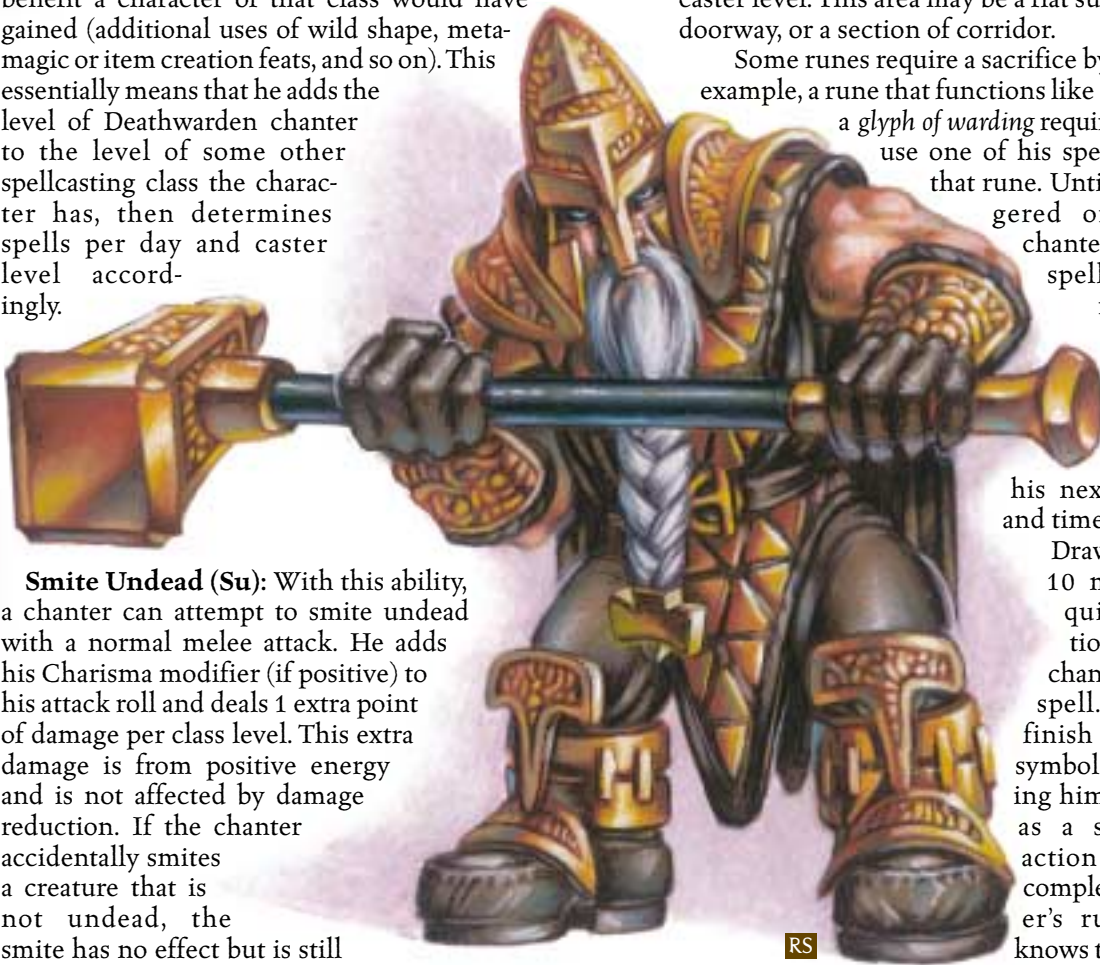 benefit a character of that class would have
gained (additional uses of wild shape, meta-
magic or item creation feats, and so on). This
essentially means that he adds the
level of Deathwarden chanter
to the level of some other
spellcasting class the charac-
ter has, then determines
spells per day and caster
level accord-
ingly.
Smite Undead (Su): With this ability,
a chanter can attempt to smite undead
with a normal melee attack. He adds
his Charisma modifier (if positive) to
his attack roll and deals 1 extra point
of damage per class level. This extra
damage is from positive energy
and is not affected by damage
reduction. If the chanter
accidentally smites
a creature that is
not undead, the
smite has no effect but is still
caster level. This area may be a flat su
doorway, or a section of corridor.
Some runes require a sacrifice by
example, a rune that functions like
a glyph of warding requi
use one of his spe
that rune. Unti
gered o
chante
spell
his nex
and time
Draw
10 m
qui
tio
chan
spell.
finish
symbol
ing him
as a s
action
comple
er's ru
knows t
RS